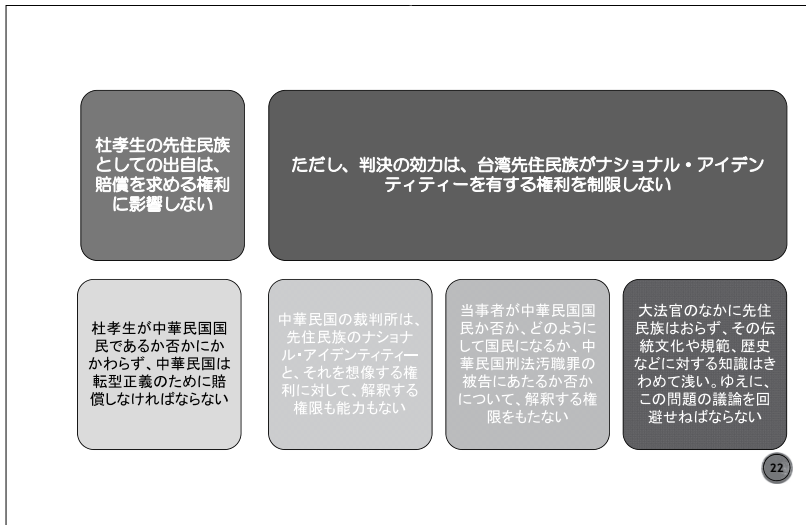 杜孝生の先住民族
としての出自は、
賠償を求める権利
に影響しない
ただし、判決の効力は、台湾先住民族がナショナル・アイデン
ティティーを有する権利を制限しない
杜孝生が中華民国国
民であるか否かにか
かわらず、中華民国は
転型正義のために賠
償しなければならない
中華民国の裁判所は、
先住民族のナショナ
ル・アイデンティティー
と、それを想像する権
利に対して、解釈する
権限も能力もない
当事者が中華民国国
民か否か、どのように
して国民になるか、中
華民国刑法汚職罪の
被告にあたるか否か
について、解釈する権
限をもたない
大法官のなかに先住
民族はおらず、その伝
統文化や規範、歴史
などに対する知識はき
わめて浅い。ゆえに、
この問題の議論を回
避せねばならない
22